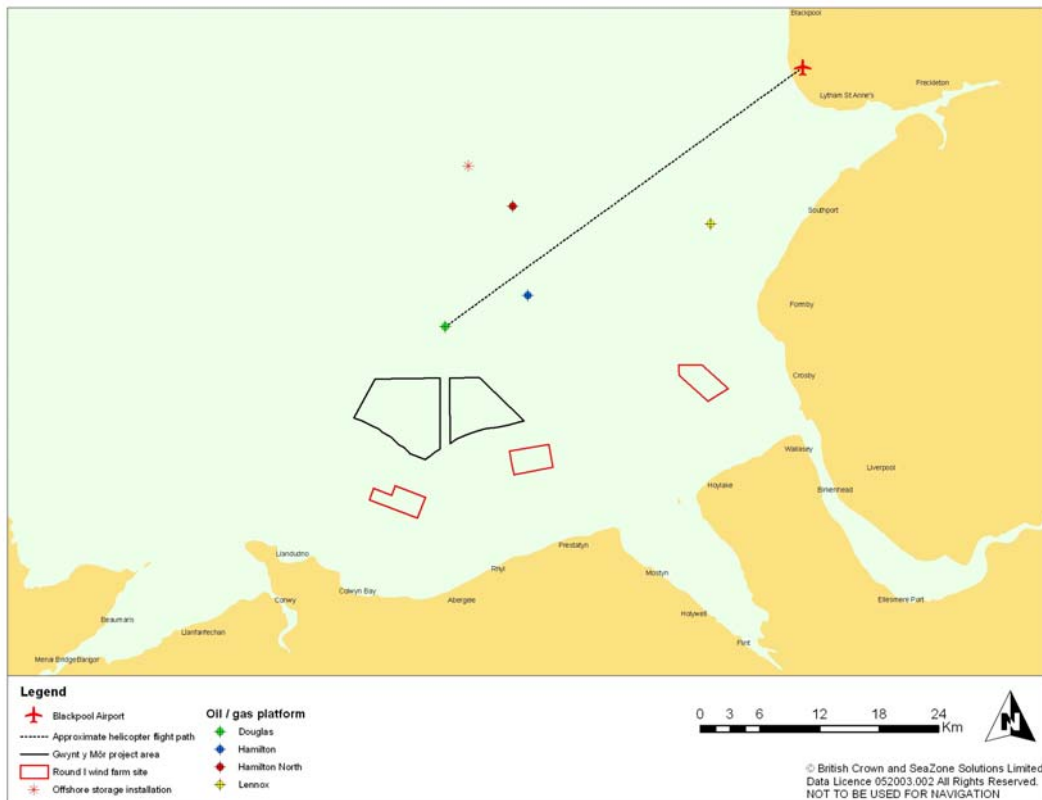 Blackpool
Freckleton
Lytham St Anne's
Southport
Formby
Crosby
Wallasey
Liverpool
Hoylake
Birkenhead
Llandudno
Prestatyn
Rhyl
Mostyn
Colwyn Bay
Abergele
Conwy
Ellesmere Port
Holywell
Beaumaris
Llanfairfechan
Flint
Menai Bridge Bangor
Legend
Blackpool Airport
Approximate helicopter flight path
Gwynt y Môr project area
Round I wind farm site
Offshore storage installation
Oil / gas platform
Douglas
Hamilton
Hamilton North
Lennox
0 3 6 12 18 24
Km
N
© British Crown and SeaZone Solutions Limited
Data Licence 052003.002 All Rights Reserved.
NOT TO BE USED FOR NAVIGATION